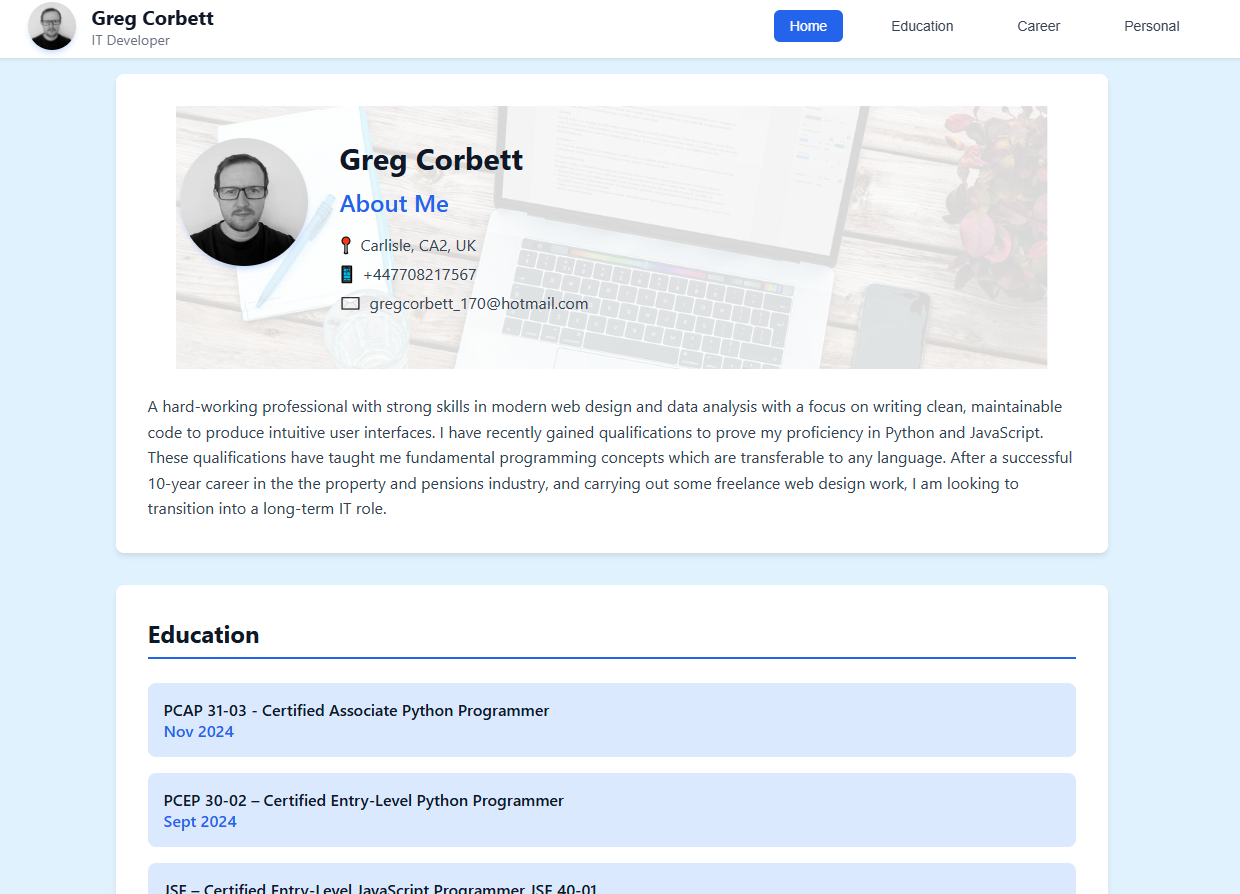 Greg Corbett
IT Developer
Home
Education
Career
Personal
Greg Corbett
About Me
Carlisle, CA2, UK
+447708217567
gregcorbett_170@hotmail.com
A hard-working professional with strong skills in modern web design and data analysis with a focus on writing clean, maintainable
code to produce intuitive user interfaces. I have recently gained qualifications to prove my proficiency in Python and JavaScript.
These qualifications have taught me fundamental programming concepts which are transferable to any language. After a successful
10-year career in the the property and pensions industry, and carrying out some freelance web design work, I am looking to
transition into a long-term IT role.
Education
PCAP 31-03 - Certified Associate Python Programmer
Nov 2024
PCEP 30-02 – Certified Entry-Level Python Programmer
Sept 2024
JSE – Certified Entry-Level JavaScript Programmer JSE 40-01